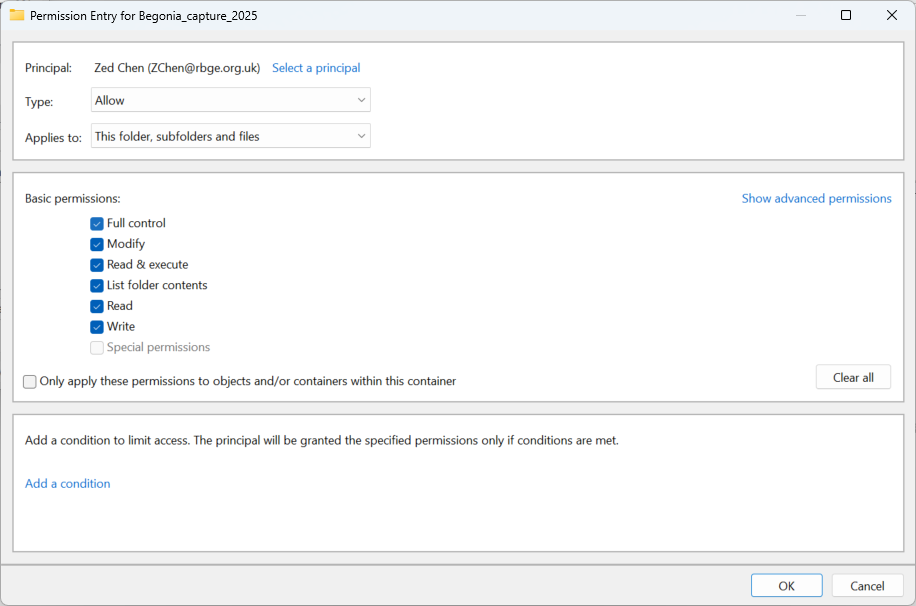 Permission Entry for Begonia_capture_2025
Principal: Zed Chen (ZChen@rbge.org.uk) Select a principal
Type: Allow
Applies to: This folder, subfolders and files
Basic permissions: Show advanced permissions
Full control
Modify
Read & execute
List folder contents
Read
Write
Special permissions
Only apply these permissions to objects and/or containers within this container
Clear all
Add a condition to limit access. The principal will be granted the specified permissions only if conditions are met.
Add a condition
OK Cancel